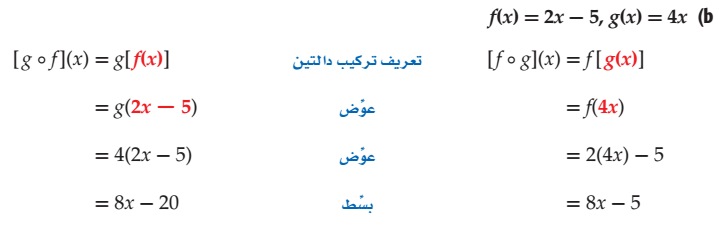 (b f(x) = 2x − 5, g(x) = 4x
[f ∘ g](x) = f[g(x)] تعريف تركيب دالتين [g ∘ f](x) = g[f(x)]
= f(4x) عوّض = g(2x − 5)
= 2(4x) − 5 عوّض = 4(2x − 5)
= 8x − 5 بسّط = 8x − 20